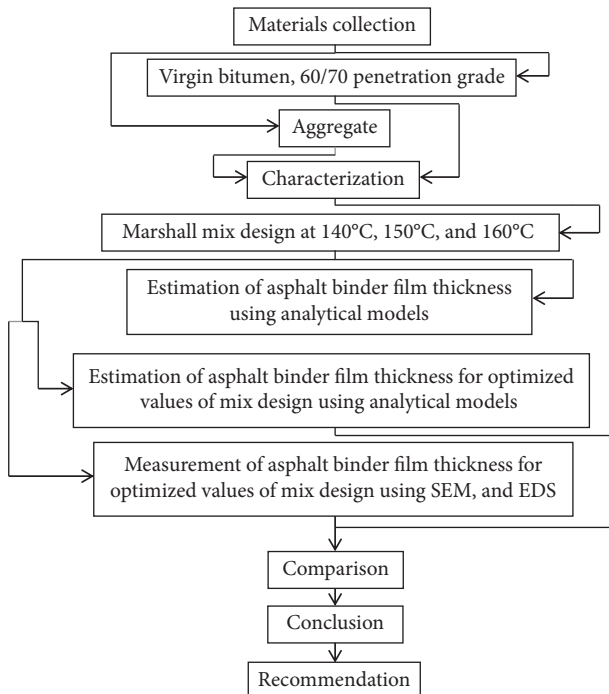 Materials collection
Virgin bitumen, 60/70 penetration grade
Aggregate
Characterization
Marshall mix design at 140°C, 150°C, and 160°C
Estimation of asphalt binder film thickness
using analytical models
Estimation of asphalt binder film thickness for optimized
values of mix design using analytical models
Measurement of asphalt binder film thickness for
optimized values of mix design using SEM, and EDS
Comparison
Conclusion
Recommendation